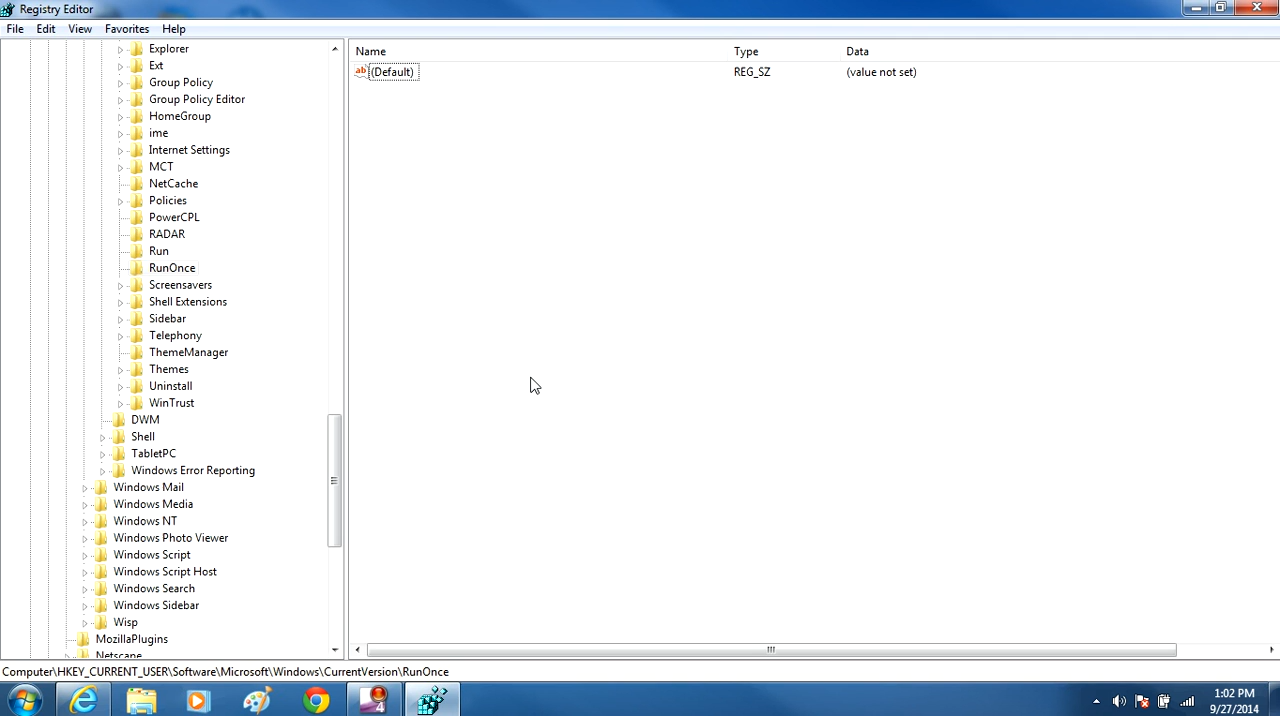 Registry Editor
File Edit View Favorites Help
Name Type Data
(Default) REG_SZ (value not set)
Explorer
Ext
Group Policy
Group Policy Editor
HomeGroup
ime
Internet Settings
MCT
NetCache
Policies
PowerCPL
RADAR
Run
RunOnce
Screensavers
Shell Extensions
Sidebar
Telephony
ThemeManager
Themes
Uninstall
WinTrust
DWM
Shell
TabletPC
Windows Error Reporting
Windows Mail
Windows Media
Windows NT
Windows Photo Viewer
Windows Script
Windows Script Host
Windows Search
Windows Sidebar
Wisp
MozillaPlugins
Netscape
Computer\HKEY_CURRENT_USER\Software\Microsoft\Windows\CurrentVersion\RunOnce
4
1:02 PM
9/27/2014